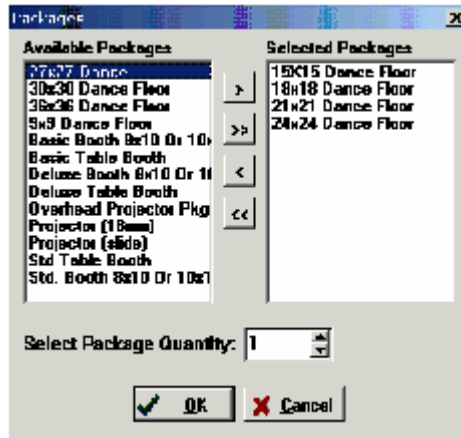 Packages
Available Packages
27x27 Dance
30x30 Dance Floor
36x36 Dance Floor
9x9 Dance Floor
Basic Booth 8x10 Or 10x
Basic Table Booth
Deluxe Booth 8x10 Or 10
Deluxe Table Booth
Overhead Projector Pkg
Projector (16mm)
Projector (slide)
Std Table Booth
Std. Booth 8x10 Or 10x1
>
>>
<
<<
Selected Packages
15X15 Dance Floor
18x18 Dance Floor
21x21 Dance Floor
24x24 Dance Floor
Select Package Quantity: 1
OK
Cancel